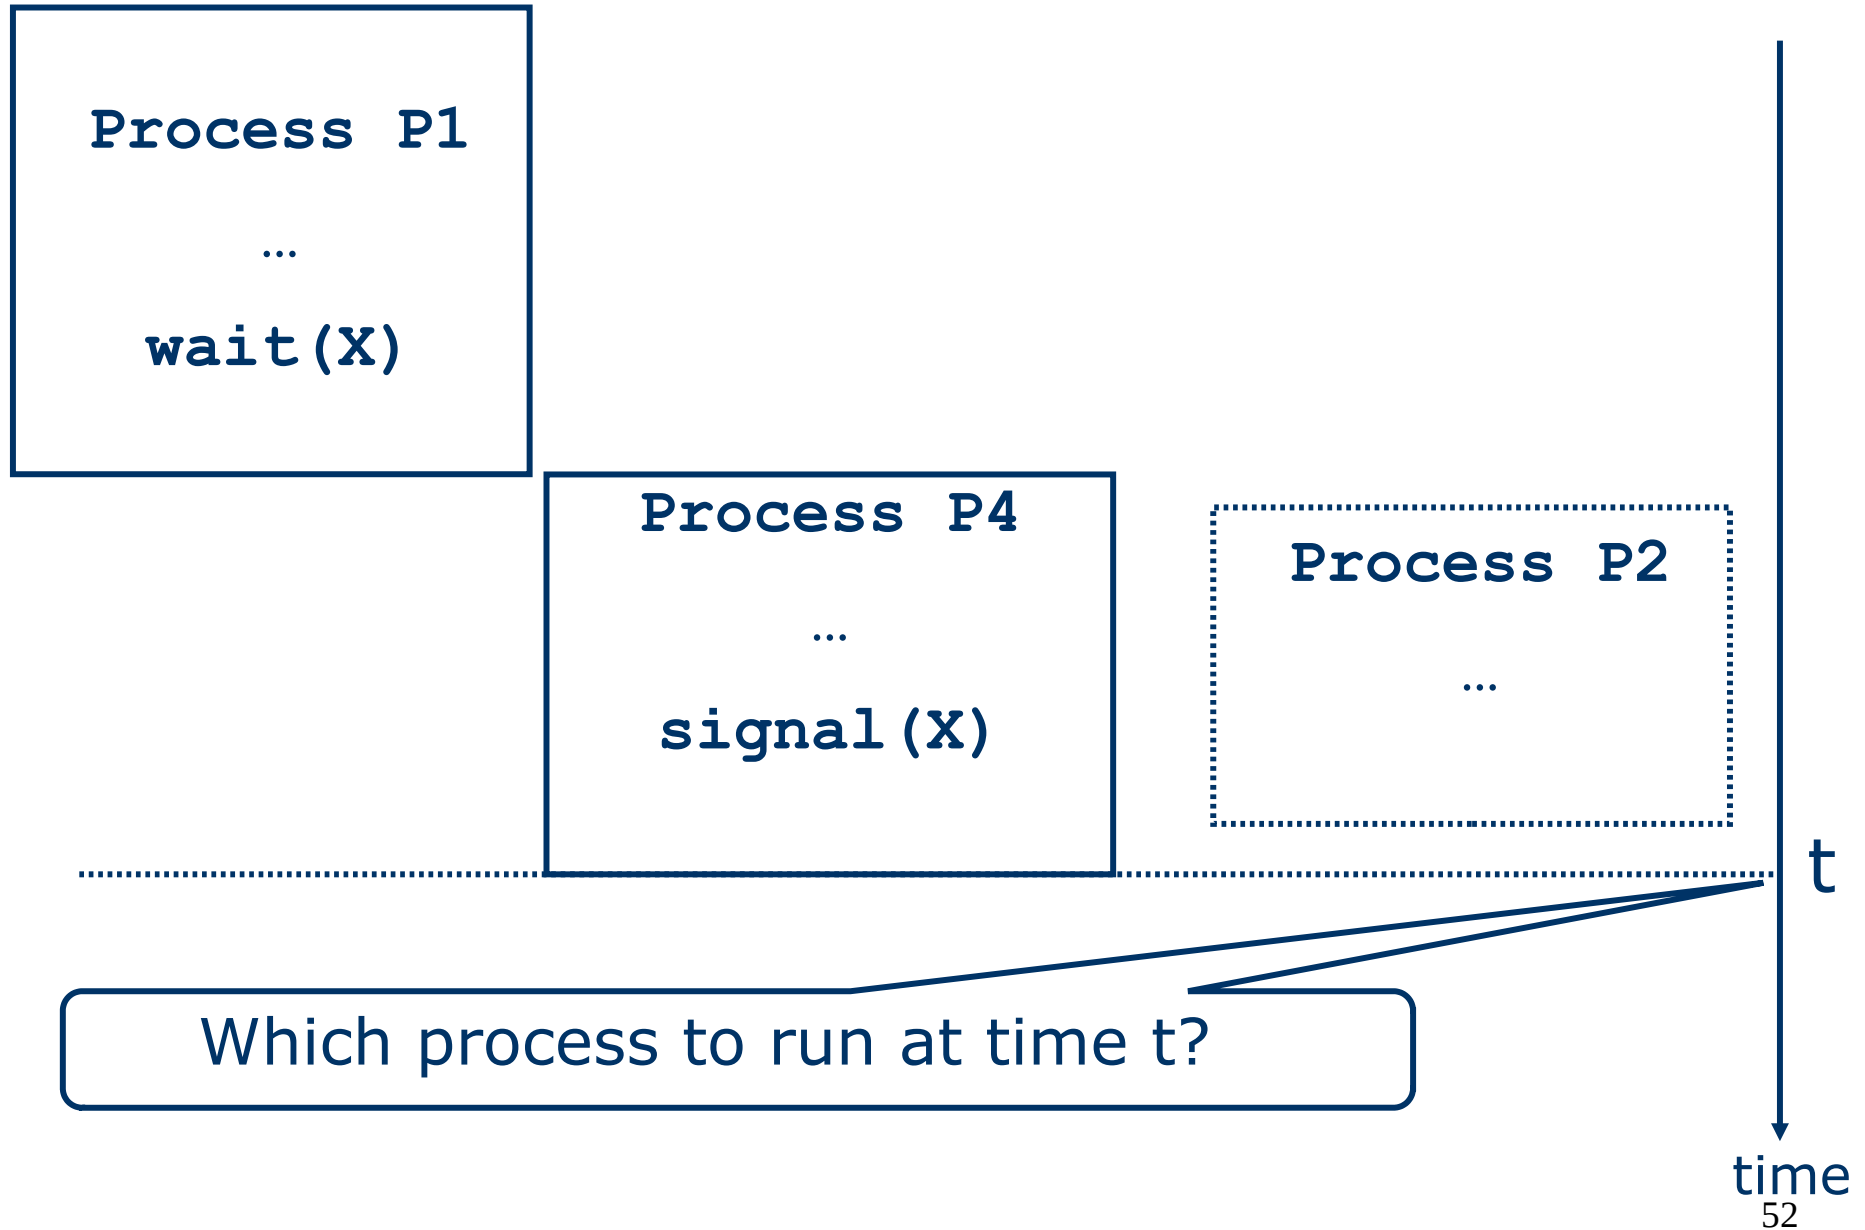 Process P1
…
wait(X)
Process P4
…
signal(X)
Process P2
…
t
Which process to run at time t?
time
52